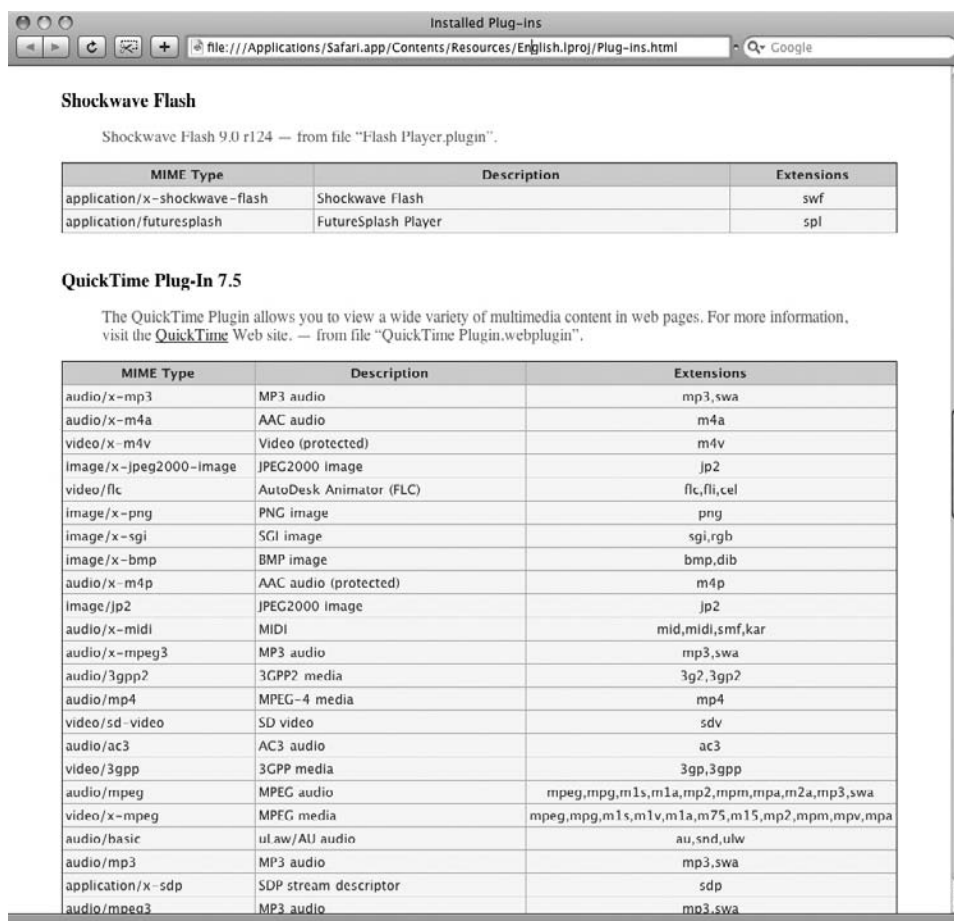 Installed Plug-ins
file:///Applications/Safari.app/Contents/Resources/English.lproj/Plug-ins.html
Google
Shockwave Flash
Shockwave Flash 9.0 r124 — from file “Flash Player.plugin”.
MIME Type Description Extensions
application/x-shockwave-flash Shockwave Flash swf
application/futuresplash FutureSplash Player spl
QuickTime Plug-In 7.5
The QuickTime Plugin allows you to view a wide variety of multimedia content in web pages. For more information,
visit the QuickTime Web site. — from file “QuickTime Plugin.webplugin”.
MIME Type Description Extensions
audio/x-mp3 MP3 audio mp3,swa
audio/x-m4a AAC audio m4a
video/x-m4v Video (protected) m4v
image/x-jpeg2000-image JPEG2000 image jp2
video/flc AutoDesk Animator (FLC) flc,fli,cel
image/x-png PNG image png
image/x-sgi SGI image sgi,rgb
image/x-bmp BMP image bmp,dib
audio/x-m4p AAC audio (protected) m4p
image/jp2 JPEG2000 image jp2
audio/x-midi MIDI mid,midi,smf,kar
audio/x-mpeg3 MP3 audio mp3,swa
audio/3gpp2 3GPP2 media 3g2,3gp2
audio/mp4 MPEG-4 media mp4
video/sd-video SD video sdv
audio/ac3 AC3 audio ac3
video/3gpp 3GPP media 3gp,3gpp
audio/mpeg MPEG audio mpeg,mpg,m1s,m1a,mp2,mpm,mpa,m2a,mp3,swa
video/x-mpeg MPEG media mpeg,mpg,m1s,m1v,m1a,m75,m15,mp2,mpm,mpv,mpa
audio/basic uLaw/AU audio au,snd,ulw
audio/mp3 MP3 audio mp3,swa
application/x-sdp SDP stream descriptor sdp
audio/mpeg3 MP3 audio mp3,swa